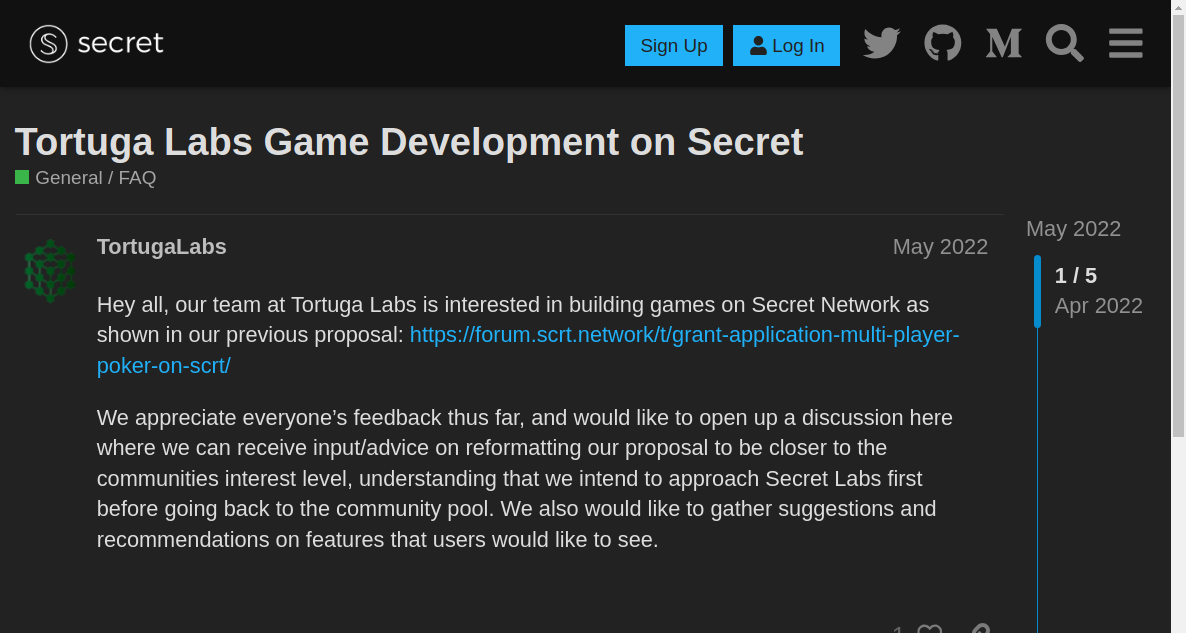 secret
Sign Up
Log In
Tortuga Labs Game Development on Secret
General / FAQ
TortugaLabs
May 2022
Hey all, our team at Tortuga Labs is interested in building games on Secret Network as
shown in our previous proposal: https://forum.scrt.network/t/grant-application-multi-player-
poker-on-scrt/
We appreciate everyone’s feedback thus far, and would like to open up a discussion here
where we can receive input/advice on reformatting our proposal to be closer to the
communities interest level, understanding that we intend to approach Secret Labs first
before going back to the community pool. We also would like to gather suggestions and
recommendations on features that users would like to see.
1
May 2022
1 / 5
Apr 2022